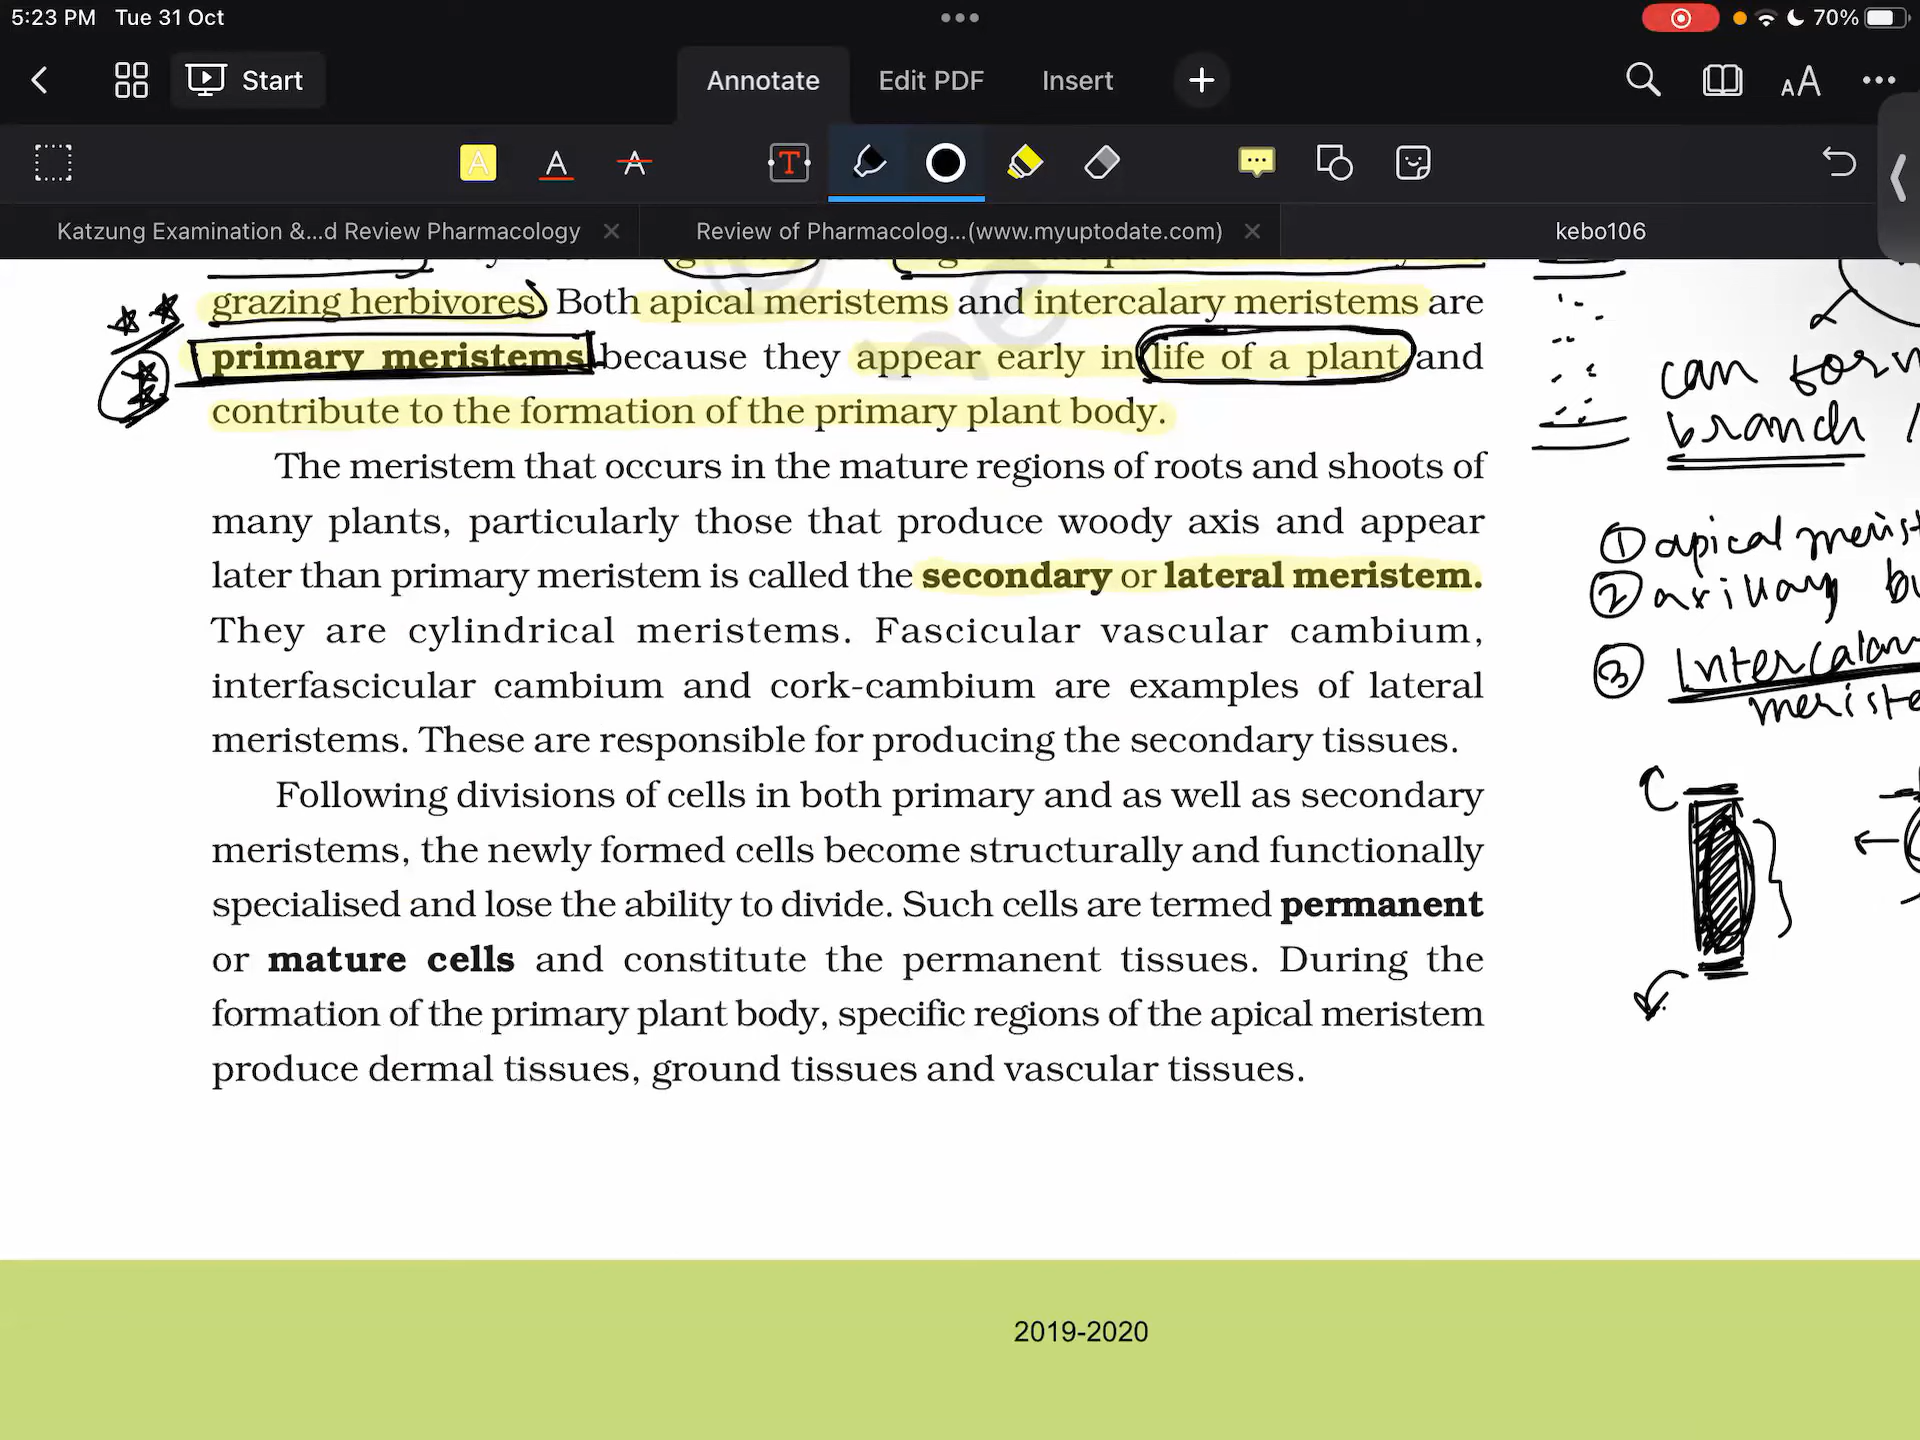 5:23 PM Tue 31 Oct
70%
Start
Annotate
Edit PDF
Insert
Katzung Examination &...d Review Pharmacology
Review of Pharmacolog...(www.myuptodate.com)
kebo106
grazing herbivores. Both apical meristems and intercalary meristems are
primary meristems because they appear early in life of a plant and
contribute to the formation of the primary plant body.
The meristem that occurs in the mature regions of roots and shoots of
many plants, particularly those that produce woody axis and appear
later than primary meristem is called the secondary or lateral meristem.
They are cylindrical meristems. Fascicular vascular cambium,
interfascicular cambium and cork-cambium are examples of lateral
meristems. These are responsible for producing the secondary tissues.
Following divisions of cells in both primary and as well as secondary
meristems, the newly formed cells become structurally and functionally
specialised and lose the ability to divide. Such cells are termed permanent
or mature cells and constitute the permanent tissues. During the
formation of the primary plant body, specific regions of the apical meristem
produce dermal tissues, ground tissues and vascular tissues.
can form
branch
① apical merist
② axillary bu
③ Intercalar
meriste
2019-2020